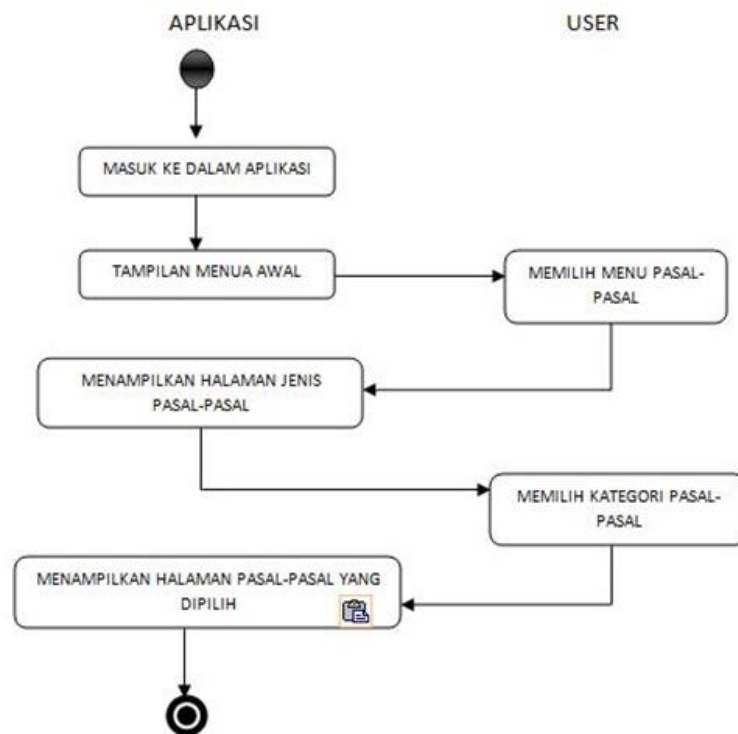 APLIKASI
USER
MASUK KE DALAM APLIKASI
TAMPILAN MENUA AWAL
MEMILIH MENU PASAL-
PASAL
MENAMPILKAN HALAMAN JENIS
PASAL-PASAL
MEMILIH KATEGORI PASAL-
PASAL
MENAMPILKAN HALAMAN PASAL-PASAL YANG
DIPILIH